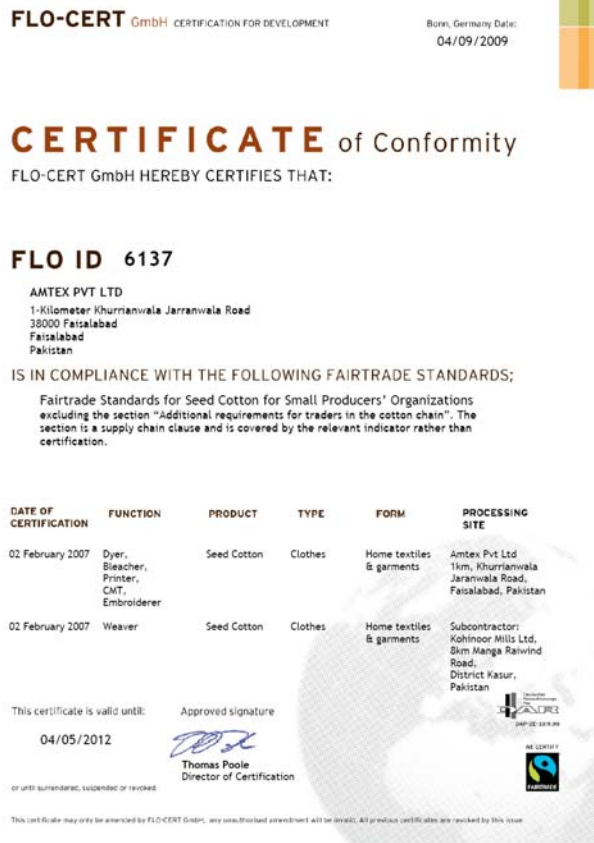 FLO-CERT GmbH CERTIFICATION FOR DEVELOPMENT
Bonn, Germany Date:
04/09/2009
CERTIFICATE of Conformity
FLO-CERT GmbH HEREBY CERTIFIES THAT:
FLO ID 6137
AMTEX PVT LTD
1-Kilometer Khurrianwala Jarranwala Road
38000 Faisalabad
Faisalabad
Pakistan
IS IN COMPLIANCE WITH THE FOLLOWING FAIRTRADE STANDARDS;
Fairtrade Standards for Seed Cotton for Small Producers' Organizations
excluding the section “Additional requirements for traders in the cotton chain”. The
section is a supply chain clause and is covered by the relevant indicator rather than
certification.
DATE OF CERTIFICATION FUNCTION PRODUCT TYPE FORM PROCESSING SITE
02 February 2007 Dyer, Seed Cotton Clothes Home textiles Amtex Pvt Ltd
Bleacher, & garments 1km, Khurrianwala
Printer, Jaranwala Road,
CMT, Faisalabad, Pakistan
Embroiderer
02 February 2007 Weaver Seed Cotton Clothes Home textiles Subcontractor:
& garments Kohinoor Mills Ltd,
8km Manga Raiwind
Road,
District Kasur,
Pakistan
This certificate is valid until: Approved signature
DAR
04/05/2012
Thomas Poole
Director of Certification
WE CERTIFY
FAIRTRADE
or until surrendered, suspended or revoked
This certificate may only be amended by FLO-CERT GmbH, any unauthorised amendment will be invalid. All previous certificates are revoked by this issue